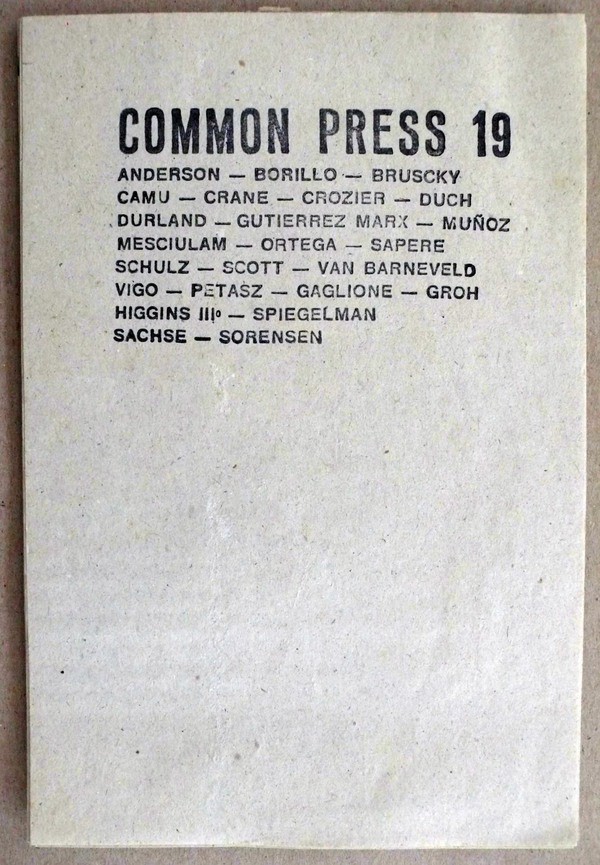 COMMON PRESS 19
ANDERSON — BORILLO — BRUSCKY
CAMU — CRANE — CROZIER — DUCH
DURLAND — GUTIERREZ MARX — MUÑOZ
MESCIULAM — ORTEGA — SAPERE
SCHULZ — SCOTT — VAN BARNEVELD
VIGO — PETASZ — GAGLIONE — GROH
HIGGINS IIIº — SPIEGELMAN
SACHSE — SORENSEN